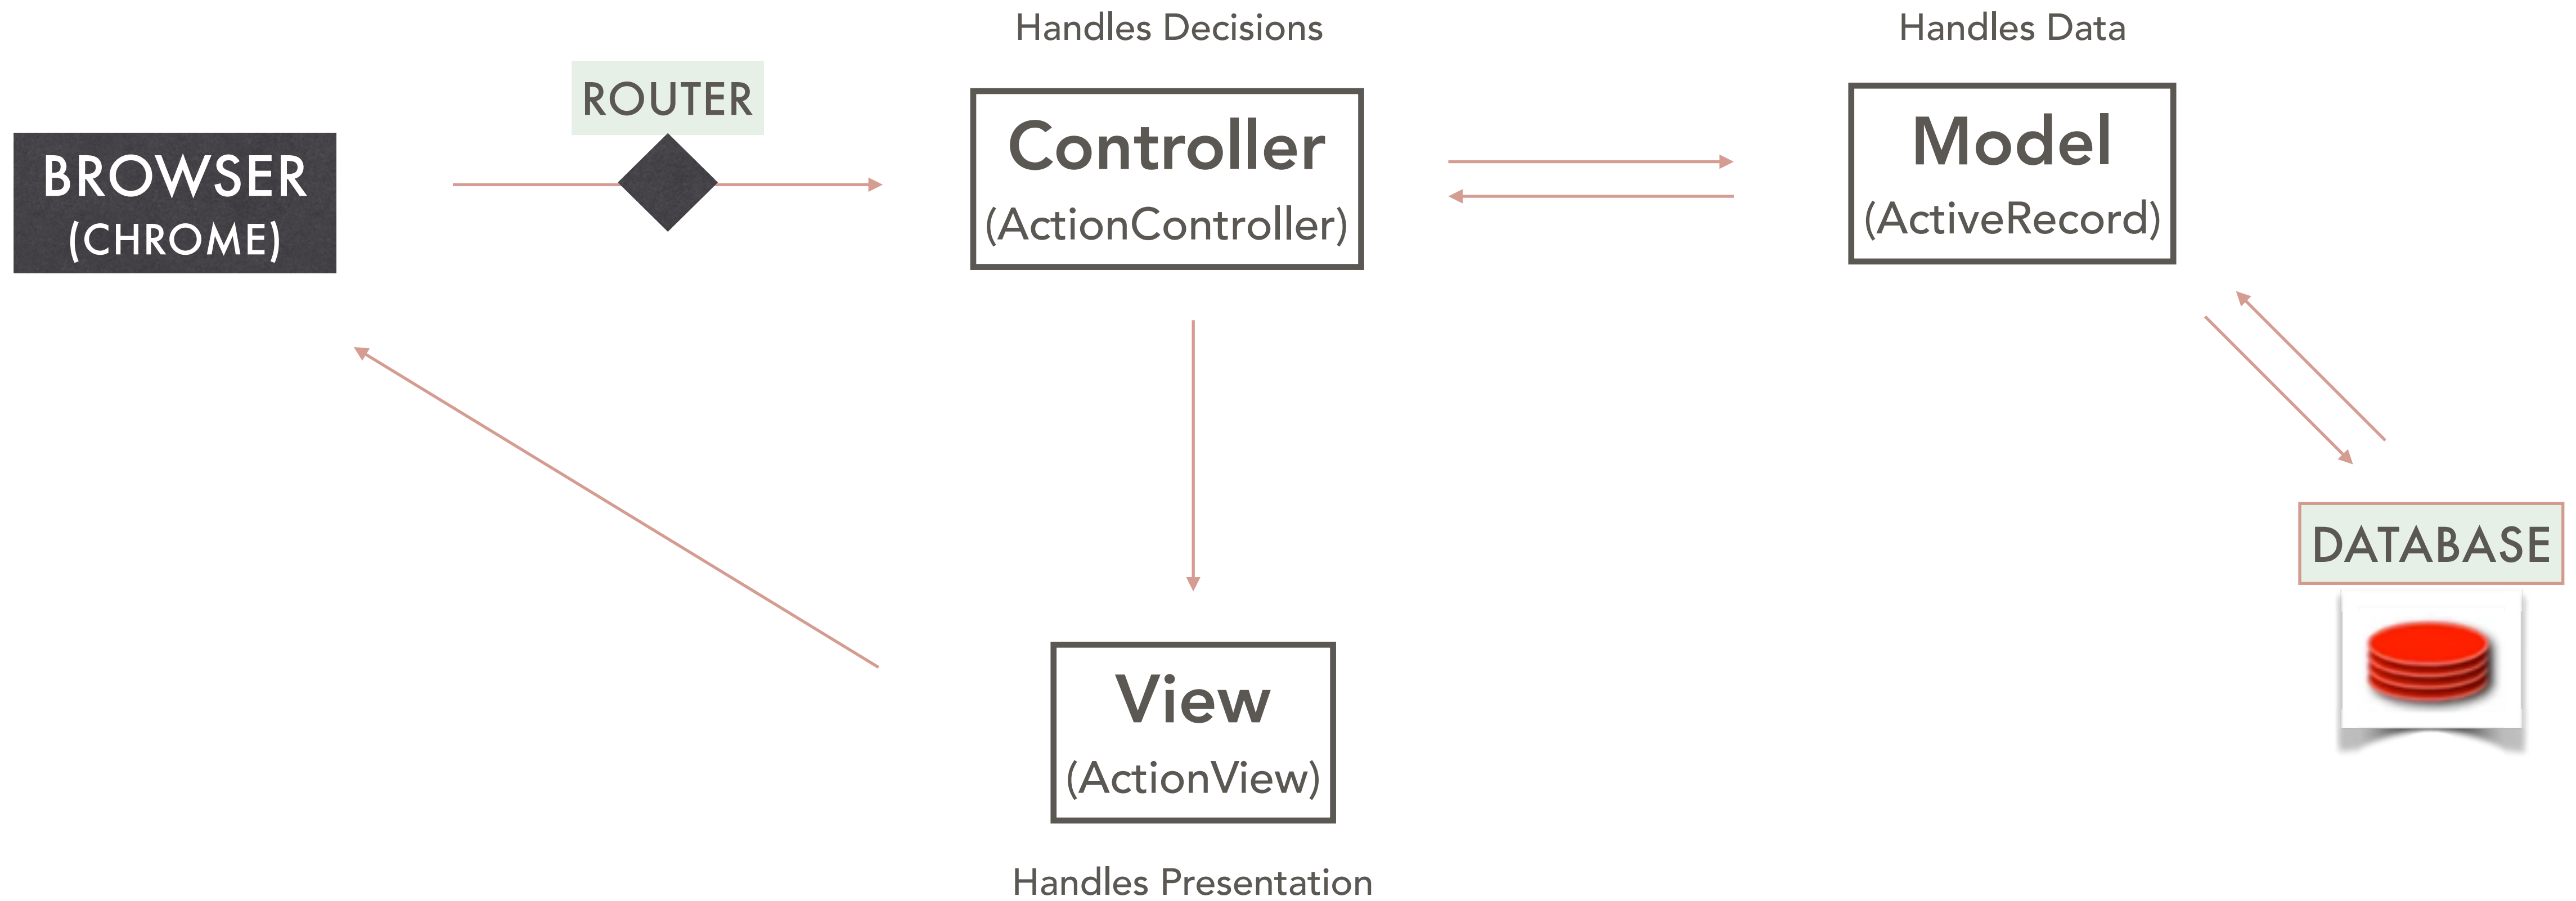 Handles Decisions
Handles Data
ROUTER
BROWSER
(CHROME)
Controller
(ActionController)
Model
(ActiveRecord)
DATABASE
View
(ActionView)
Handles Presentation